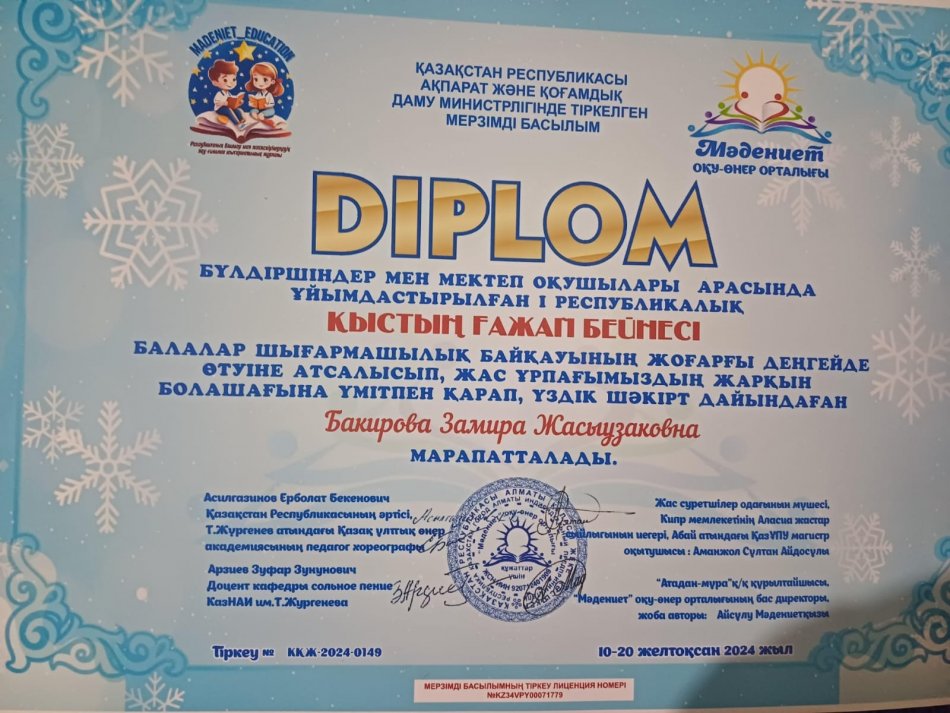 MADENIET_EDUCATION
ҚАЗАҚСТАН РЕСПУБЛИКАСЫ
АҚПАРАТ ЖӘНЕ ҚОҒАМДЫҚ
ДАМУ МИНИСТРЛІГІНДЕ ТІРКЕЛГЕН
МЕРЗІМДІ БАСЫЛЫМ
Мәдениет
ОҚУ-ӨНЕР ОРТАЛЫҒЫ
DIPLOM
БҮЛДІРШІНДЕР МЕН МЕКТЕП ОҚУШЫЛАРЫ АРАСЫНДА
ҰЙЫМДАСТЫРЫЛҒАН І РЕСПУБЛИКАЛЫҚ
ҚЫСТЫҢ ҒАЖАП БЕЙНЕСІ
БАЛАЛАР ШЫҒАРМАШЫЛЫҚ БАЙҚАУЫНЫҢ ЖОҒАРҒЫ ДЕҢГЕЙДЕ
ӨТУІНЕ АТСАЛЫСЫП, ЖАС ҰРПАҒЫМЫЗДЫҢ ЖАРҚЫН
БОЛАШАҒЫНА ҮМІТПЕН ҚАРАП, ҮЗДІК ШӘКІРТ ДАЙЫНДАҒАН
Бакирова Замира Жасыузаковна
МАРАПАТТАЛАДЫ.
Асилгазинов Ерболат Бекенович
Қазақстан Республикасының әртісі,
Т.Жүргенев атындағы Қазақ ұлттық өнер
академиясының педагог хореографы
Арзиев Зуфар Зунунович
Доцент кафедры сольное пение
КазНАИ им.Т.Жургенева
Жас суретшілер одағының мүшесі,
Кипр мемлекетінің Аласиа жастар
сыйлығының иегері, Абай атындағы ҚазҰПУ магистр
оқытушысы : Аманжол Сұлтан Айдосұлы
"Атадан-мұра"қ/қ құрылтайшысы,
"Мәдениет" оқу-өнер орталығының бас директоры,
жоба авторы: Айсұлу Мәдениетқызы
құжаттар
үшін
Тіркеу № ККЖ-2024-0149
10-20 желтоқсан 2024 жыл
МЕРЗІМДІ БАСЫЛЫМНЫҢ ТІРКЕУ ЛИЦЕНЗИЯ НОМЕРІ
№KZ34VPY00071779